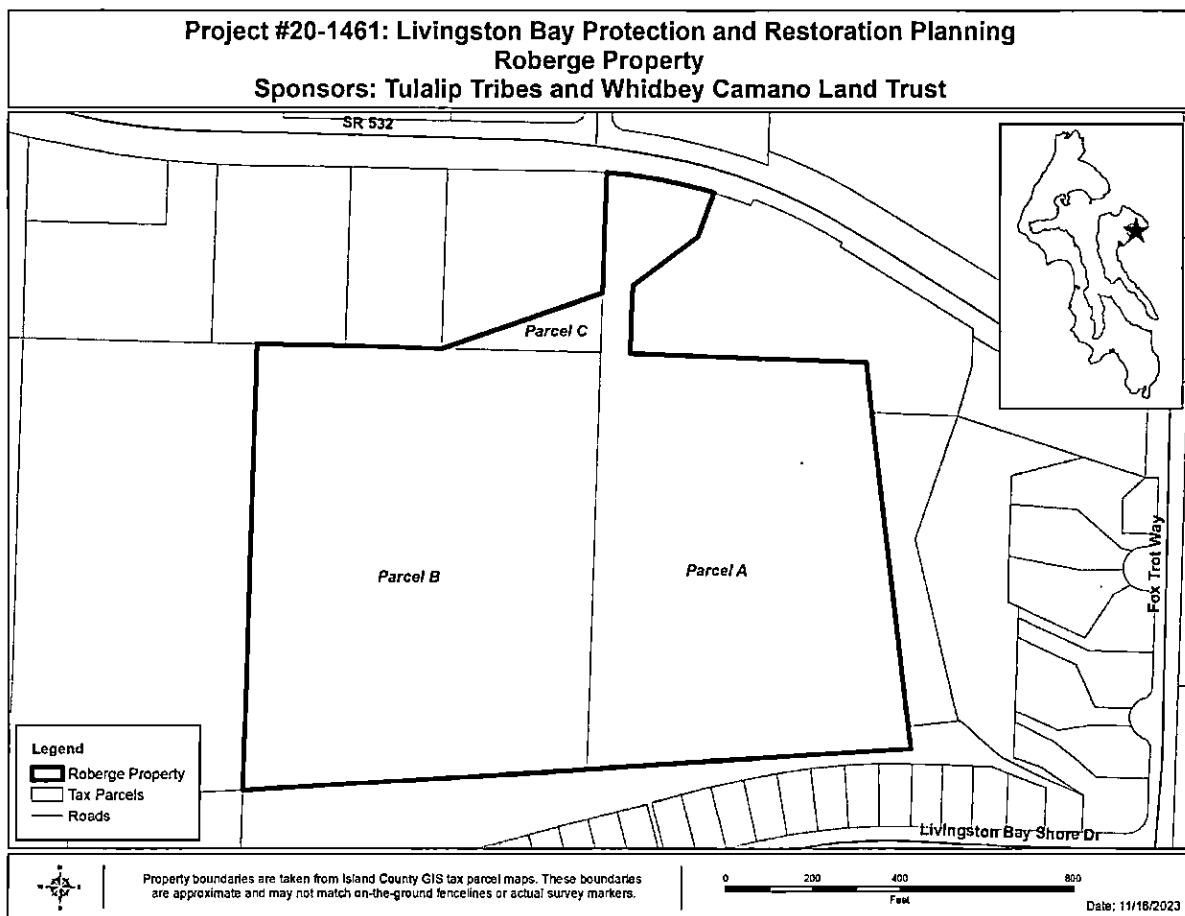 Project #20-1461: Livingston Bay Protection and Restoration Planning
Roberge Property
Sponsors: Tulalip Tribes and Whidbey Camano Land Trust
SR 532
Parcel C
Parcel B
Parcel A
Fox Trot Way
Livingston Bay Shore Dr
Legend
Roberge Property
Tax Parcels
Roads
Property boundaries are taken from Island County GIS tax parcel maps. These boundaries
are approximate and may not match on-the-ground fencelines or actual survey markers.
0 200 400 800
Feet
Date: 11/16/2023